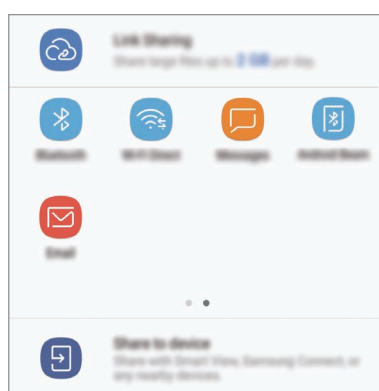 Link Sharing
Share large files up to 2 GB per day.
Bluetooth Wi-Fi Direct Messages Android Beam
Email
Share to device
Share with Smart View, Samsung Connect, or
any nearby devices.